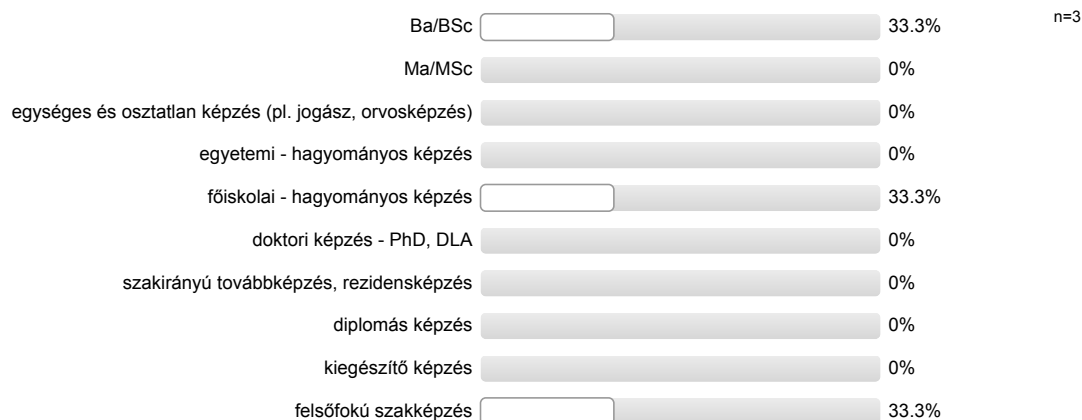 Ba/BSc 33.3% n=3
Ma/MSc 0%
egységes és osztatlan képzés (pl. jogász, orvosképzés) 0%
egyetemi - hagyományos képzés 0%
főiskolai - hagyományos képzés 33.3%
doktori képzés - PhD, DLA 0%
szakirányú továbbképzés, rezidensképzés 0%
diplomás képzés 0%
kiegészítő képzés 0%
felsőfokú szakképzés 33.3%